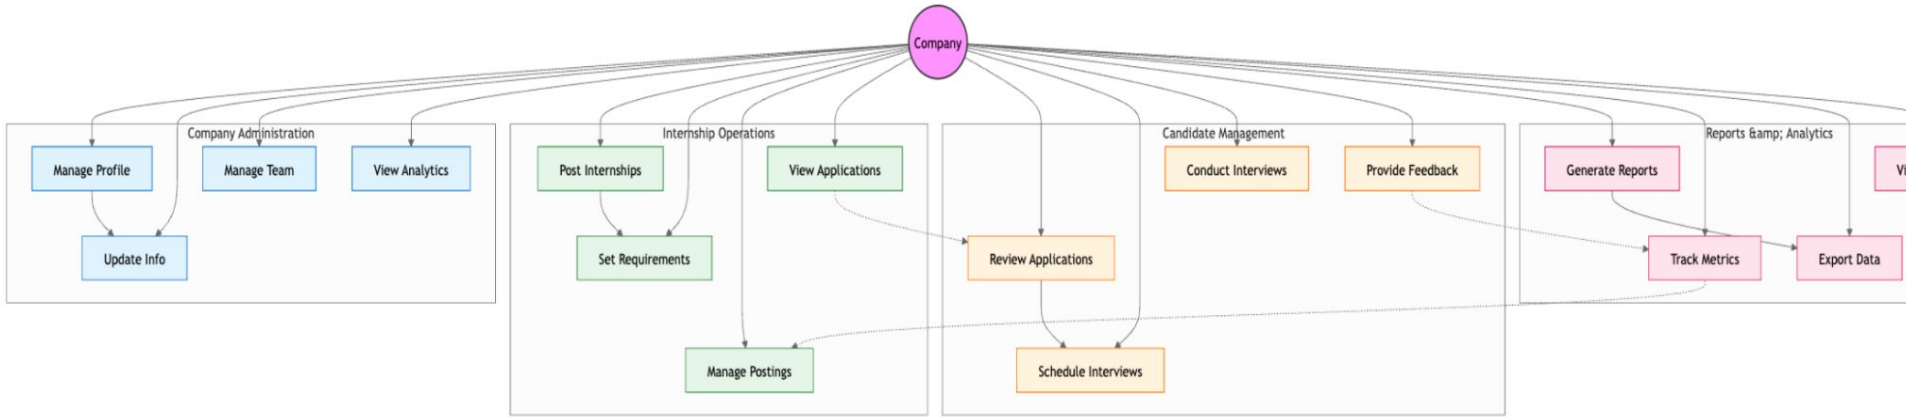 Company
Company Administration
Internship Operations
Candidate Management
Reports &amp; Analytics
Manage Profile
Manage Team
View Analytics
Post Internships
View Applications
Conduct Interviews
Provide Feedback
Generate Reports
Update Info
Set Requirements
Review Applications
Track Metrics
Export Data
Manage Postings
Schedule Interviews